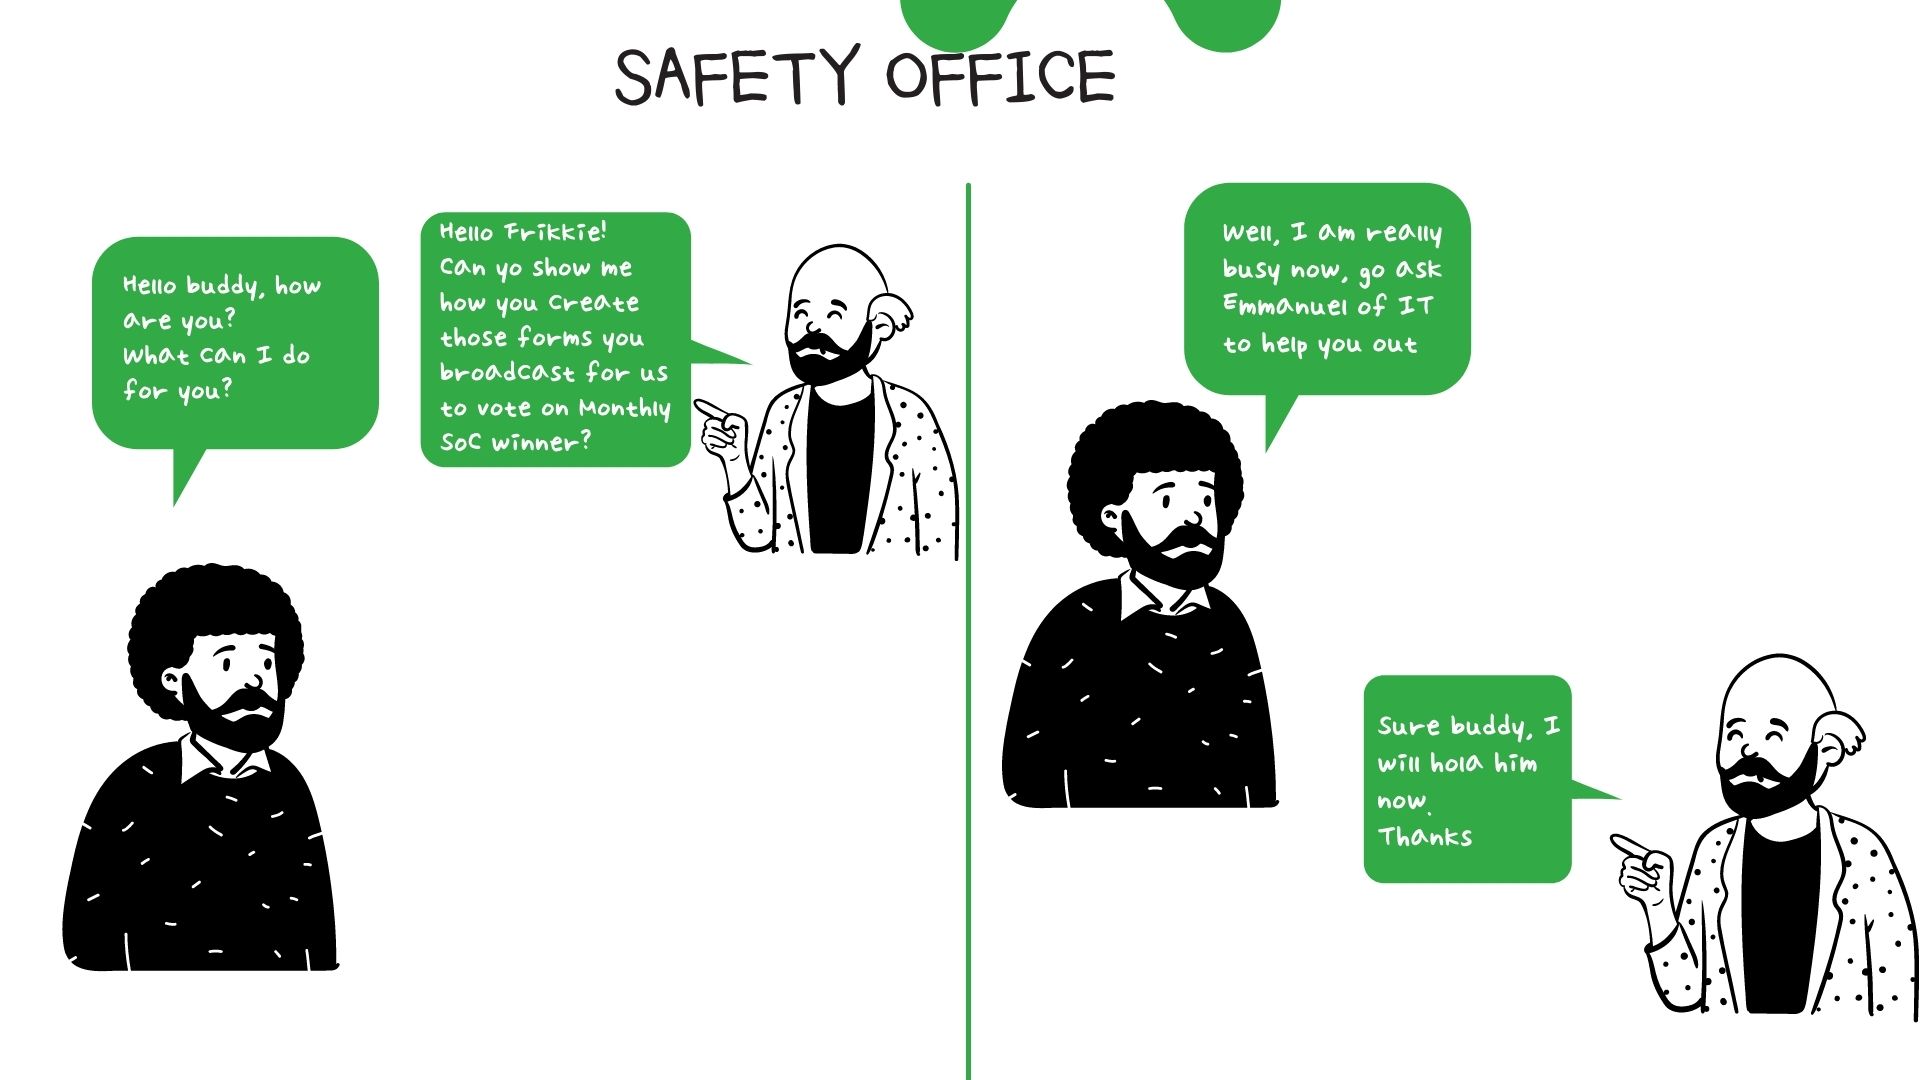 SAFETY OFFICE
Hello buddy, how
are you?
What can I do
for you?
Hello Frikkie!
Can yo show me
how you create
those forms you
broadcast for us
to vote on Monthly
SoC winner?
Well, I am really
busy now, go ask
Emmanuel of IT
to help you out
Sure buddy, I
will hola him
now.
Thanks